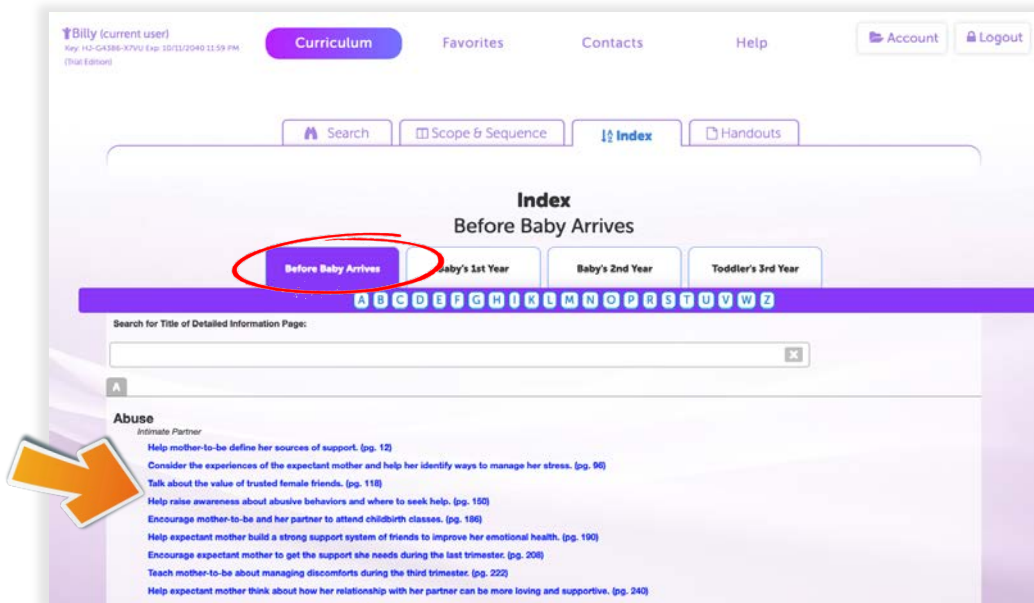 Billy (current user)
Key: HJ-G4386-X7VU Exp: 10/11/2040 11:59 PM
(Trial Edition)
Curriculum
Favorites
Contacts
Help
Account
Logout
Search
Scope & Sequence
Index
Handouts
Index
Before Baby Arrives
Before Baby Arrives
Baby's 1st Year
Baby's 2nd Year
Toddler's 3rd Year
A B C D E F G H I K L M N O P R S T U V W Z
Search for Title of Detailed Information Page:
A
Abuse
Intimate Partner
Help mother-to-be define her sources of support. (pg. 12)
Consider the experiences of the expectant mother and help her identify ways to manage her stress. (pg. 96)
Talk about the value of trusted female friends. (pg. 118)
Help raise awareness about abusive behaviors and where to seek help. (pg. 150)
Encourage mother-to-be and her partner to attend childbirth classes. (pg. 186)
Help expectant mother build a strong support system of friends to improve her emotional health. (pg. 190)
Encourage expectant mother to get the support she needs during the last trimester. (pg. 208)
Teach mother-to-be about managing discomforts during the third trimester. (pg. 222)
Help expectant mother think about how her relationship with her partner can be more loving and supportive. (pg. 240)